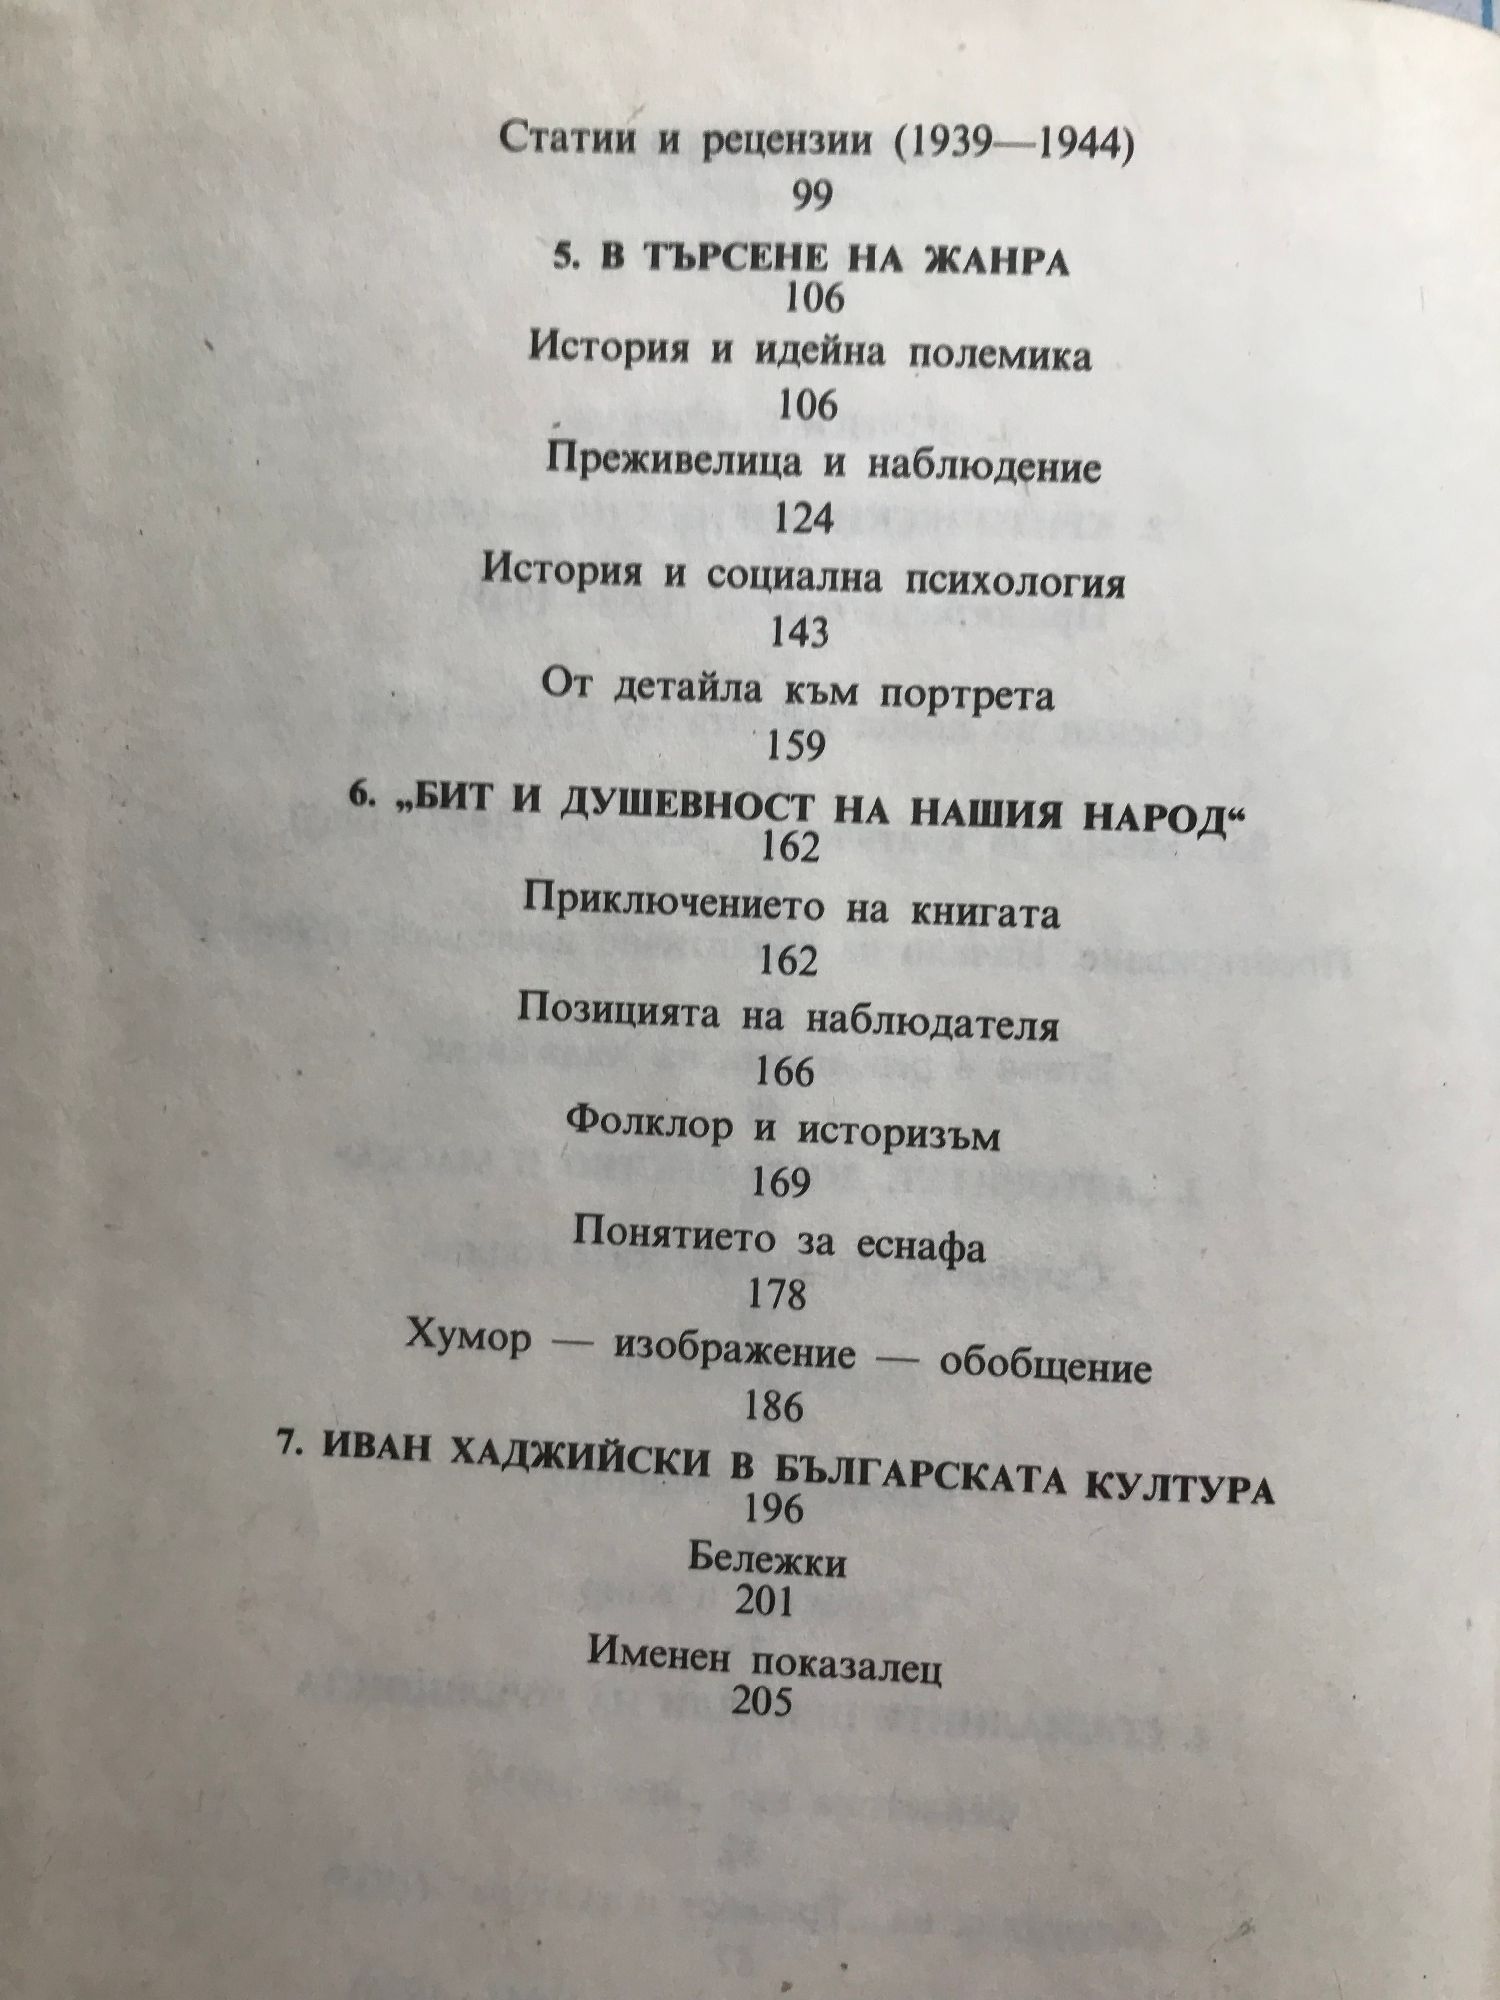 Статии и рецензии (1939—1944)
99
5. В ТЪРСЕНЕ НА ЖАНРА
106
История и идейна полемика
106
Преживелица и наблюдение
124
История и социална психология
143
От детайла към портрета
159
6. „БИТ И ДУШЕВНОСТ НА НАШИЯ НАРОД“
162
Приключението на книгата
162
Позицията на наблюдателя
166
Фолклор и историзъм
169
Понятието за еснафа
178
Хумор — изображение — обобщение
186
7. ИВАН ХАДЖИЙСКИ В БЪЛГАРСКАТА КУЛТУРА
196
Бележки
201
Именен показалец
205